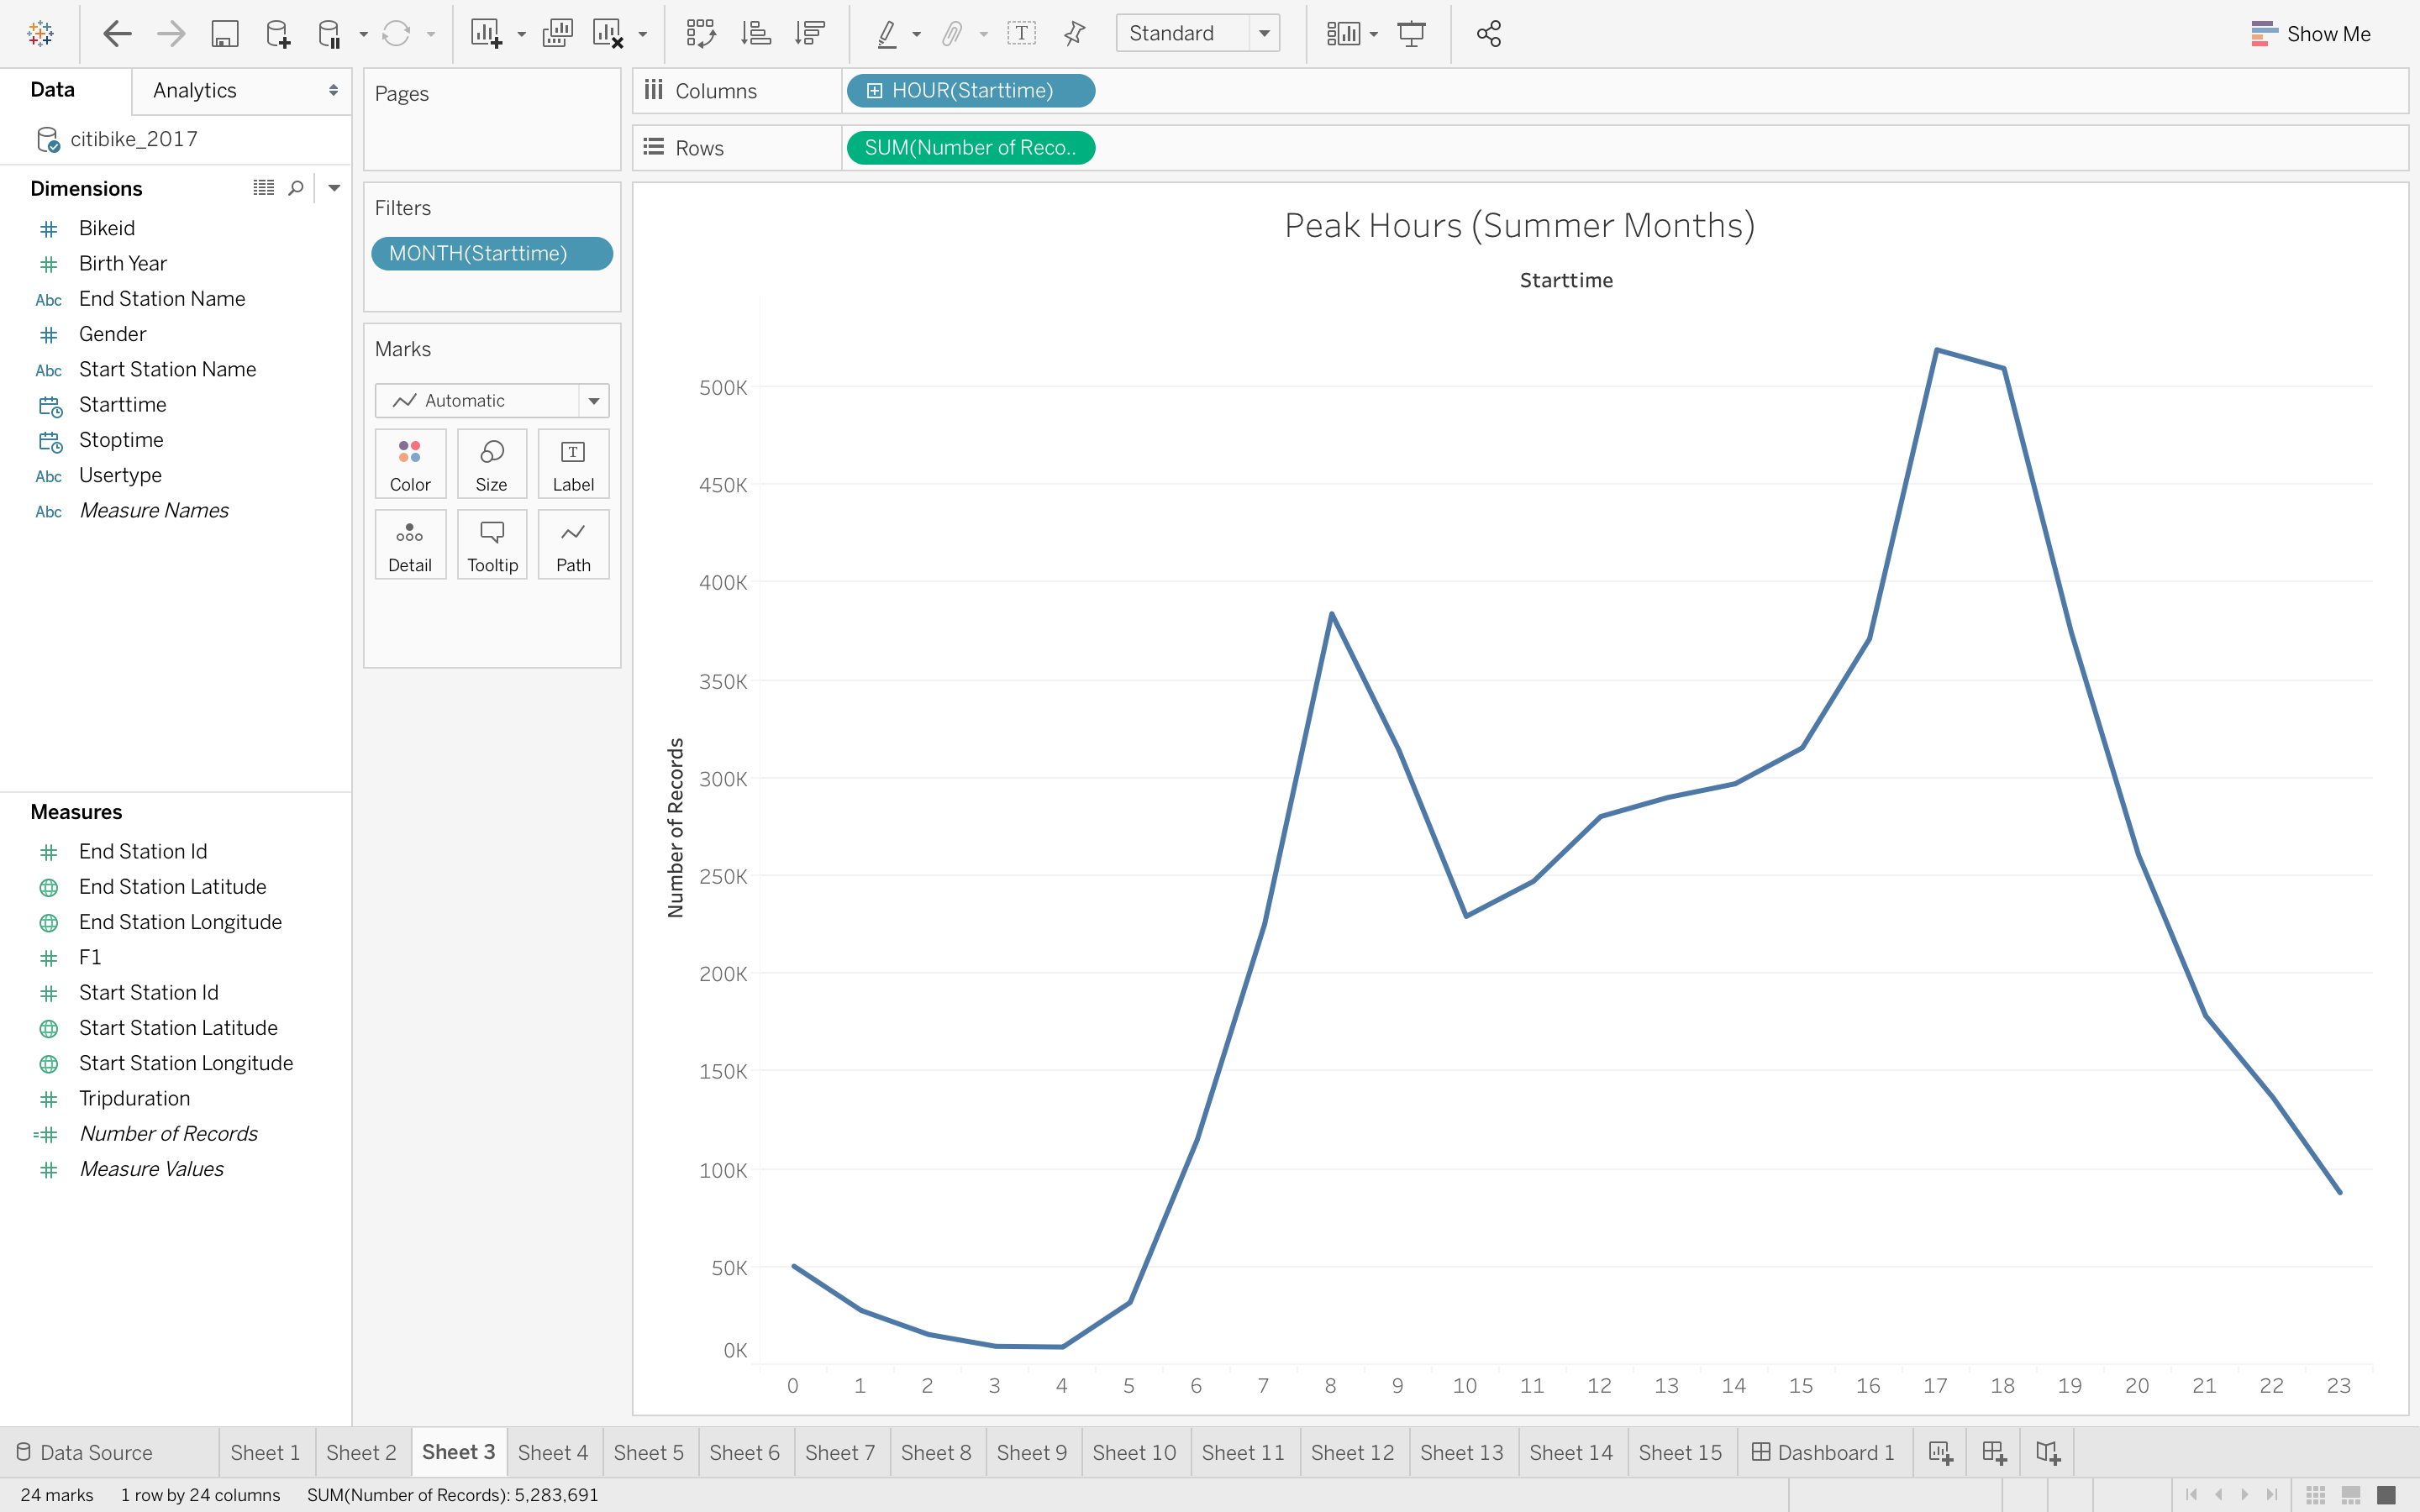 Standard
Show Me
Data
Analytics
citibike_2017
Dimensions
Bikeid
Birth Year
Abc End Station Name
Gender
Abc Start Station Name
Starttime
Stoptime
Abc Usertype
Abc Measure Names
Measures
End Station Id
End Station Latitude
End Station Longitude
F1
Start Station Id
Start Station Latitude
Start Station Longitude
Tripduration
Number of Records
Measure Values
Pages
Filters
MONTH(Starttime)
Marks
Automatic
Color Size Label
Detail Tooltip Path
Columns HOUR(Starttime)
Rows SUM(Number of Reco..
Peak Hours (Summer Months)
Starttime
Number of Records
500K
450K
400K
350K
300K
250K
200K
150K
100K
50K
0K
0 1 2 3 4 5 6 7 8 9 10 11 12 13 14 15 16 17 18 19 20 21 22 23
Data Source Sheet 1 Sheet 2 Sheet 3 Sheet 4 Sheet 5 Sheet 6 Sheet 7 Sheet 8 Sheet 9 Sheet 10 Sheet 11 Sheet 12 Sheet 13 Sheet 14 Sheet 15 Dashboard 1
24 marks 1 row by 24 columns SUM(Number of Records): 5,283,691